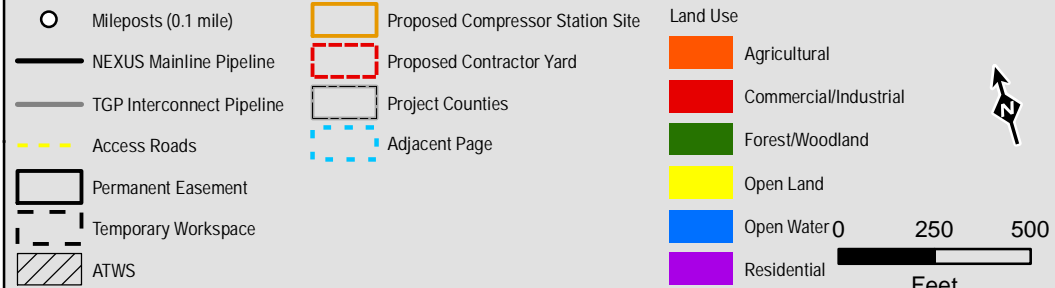 Mileposts (0.1 mile)
NEXUS Mainline Pipeline
TGP Interconnect Pipeline
Access Roads
Permanent Easement
Temporary Workspace
ATWS
Proposed Compressor Station Site
Proposed Contractor Yard
Project Counties
Adjacent Page
Land Use
Agricultural
Commercial/Industrial
Forest/Woodland
Open Land
Open Water
Residential
N
0 250 500
Feet